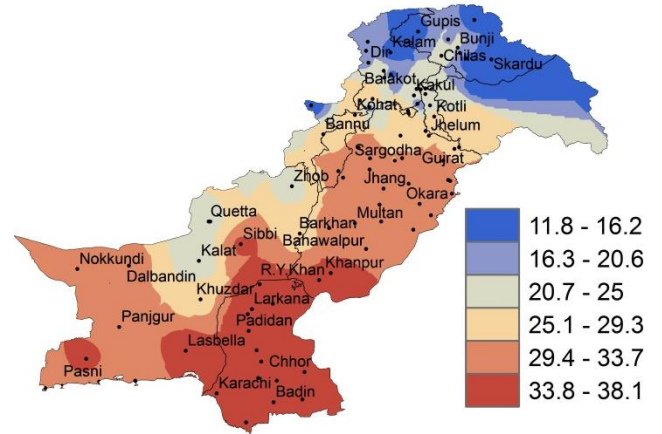 Gupis
Kalam
Bunji
Dir
Chilas
Skardu
Balakot
Kakul
Kohat
Kotli
Bannu
Jhelum
Sargodha
Gujrat
Zhob
Jhang
Okara
Quetta
Barkhan
Multan
Sibbi
Banawalpur
Kalat
Nokkundi
Dalbandin
R.Y.Khan
Khanpur
Khuzdar
Larkana
Panjgur
Padidan
Lasbella
Pasni
Chhor
Karachi
Badin
11.8 - 16.2
16.3 - 20.6
20.7 - 25
25.1 - 29.3
29.4 - 33.7
33.8 - 38.1